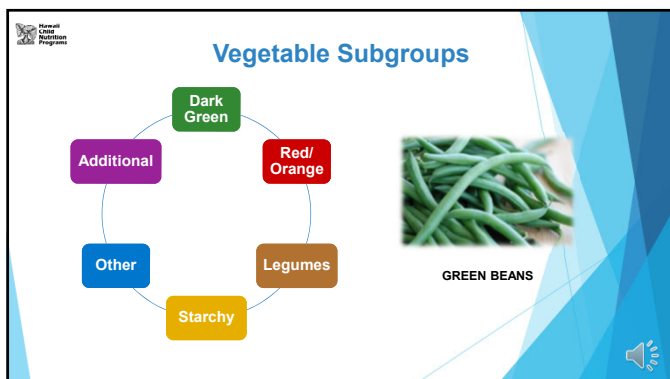 Hawaii
Child
Nutrition
Programs
Vegetable Subgroups
Dark
Green
Red/
Orange
Legumes
Starchy
Other
Additional
GREEN BEANS